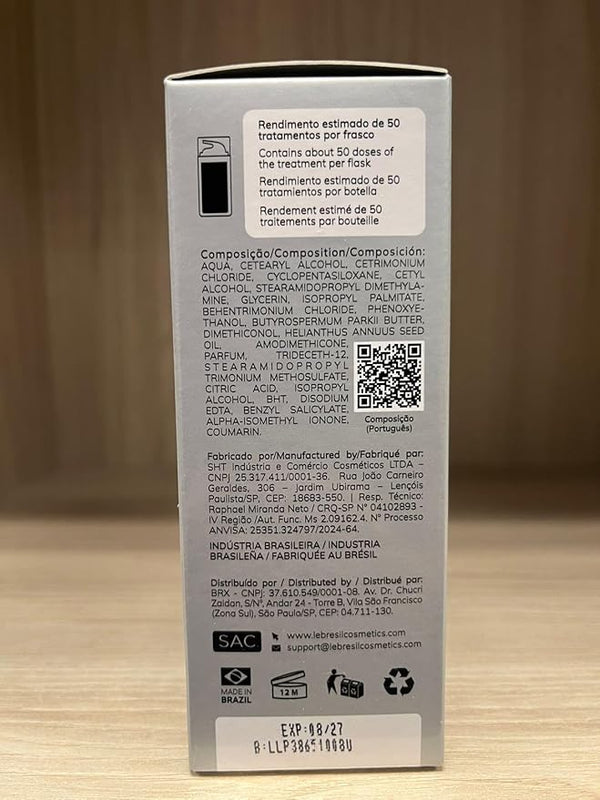 Rendimento estimado de 50
tratamentos por frasco
Contains about 50 doses of
the treatment per flask
Rendimiento estimado de 50
tratamientos por botella
Rendement estimé de 50
traitements par bouteille
Composição/Composition/Composición:
AQUA, CETEARYL ALCOHOL, CETRIMONIUM
CHLORIDE, CYCLOPENTASILOXANE, CETYL
ALCOHOL, STEARAMIDOPROPYL DIMETHYLA-
MINE, GLYCERIN, ISOPROPYL PALMITATE,
BEHENTRIMONIUM CHLORIDE, PHENOXYE-
THANOL, BUTYROSPERMUM PARKII BUTTER,
DIMETHICONOL, HELIANTHUS ANNUUS SEED
OIL, AMODIMETHICONE,
PARFUM, TRIDECETH-12,
STEARAMIDOPROPYL
TRIMONIUM METHOSULFATE,
CITRIC ACID, ISOPROPYL
ALCOHOL, BHT, DISODIUM
EDTA, BENZYL SALICYLATE,
ALPHA-ISOMETHYL IONONE,
COUMARIN.
Composição
(Português)
Fabricado por/Manufactured by/Fabriqué par:
SHT Indústria e Comércio Cosméticos LTDA –
CNPJ 25.317.411/0001-36. Rua João Carneiro
Geraldes, 306 – Jardim Ubirama – Lençóis
Paulista/SP, CEP: 18683-550. | Resp. Técnico:
Raphael Miranda Neto / CRQ-SP N° 04102893 -
IV Região /Aut. Func. Ms 2.09162.4. N° Processo
ANVISA: 25351.324797/2024-64.
INDÚSTRIA BRASILEIRA / INDUSTRIA
BRASILEÑA / FABRIQUÉE AU BRÉSIL
Distribuído por / Distributed by / Distribué par:
BRX - CNPJ: 37.610.549/0001-08. Av. Dr. Chucri
Zaidan, S/N°, Andar 24 - Torre B, Vila São Francisco
(Zona Sul), São Paulo/SP, CEP: 04.711-130.
SAC
www.lebresilcosmetics.com
support@lebresilcosmetics.com
MADE IN
BRAZIL
12 M
EXP:08/27
B:LLP38651008U